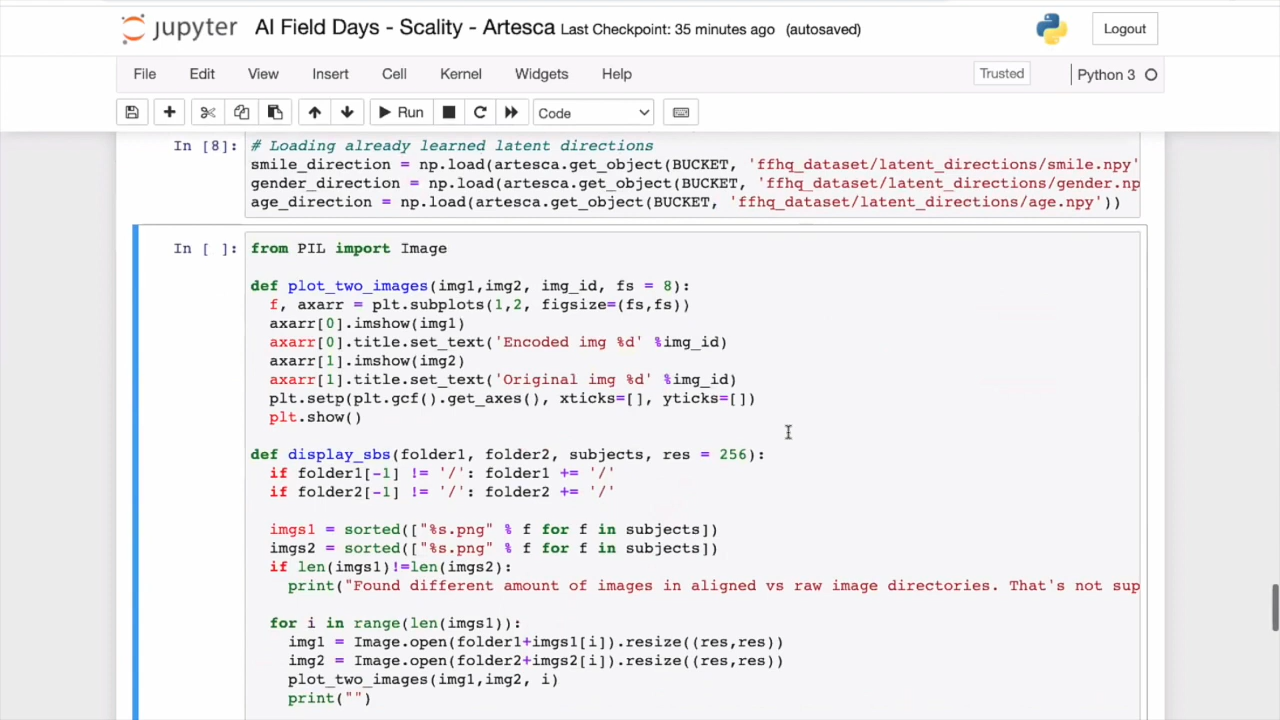 jupyter AI Field Days - Scality - Artesca Last Checkpoint: 35 minutes ago (autosaved)
Logout
File Edit View Insert Cell Kernel Widgets Help
Trusted
Python 3
Run
Code
In [8]: # Loading already learned latent directions
smile_direction = np.load(artesca.get_object(BUCKET, 'ffhq_dataset/latent_directions/smile.npy'
gender_direction = np.load(artesca.get_object(BUCKET, 'ffhq_dataset/latent_directions/gender.np
age_direction = np.load(artesca.get_object(BUCKET, 'ffhq_dataset/latent_directions/age.npy'))
In [ ]: from PIL import Image
def plot_two_images(img1,img2, img_id, fs = 8):
f, axarr = plt.subplots(1,2, figsize=(fs,fs))
axarr[0].imshow(img1)
axarr[0].title.set_text('Encoded img %d' %img_id)
axarr[1].imshow(img2)
axarr[1].title.set_text('Original img %d' %img_id)
plt.setp(plt.gcf().get_axes(), xticks=[], yticks=[])
plt.show()
def display_sbs(folder1, folder2, subjects, res = 256):
if folder1[-1] != '/': folder1 += '/'
if folder2[-1] != '/': folder2 += '/'
imgs1 = sorted(["%s.png" % f for f in subjects])
imgs2 = sorted(["%s.png" % f for f in subjects])
if len(imgs1)!=len(imgs2):
print("Found different amount of images in aligned vs raw image directories. That's not sup
for i in range(len(imgs1)):
img1 = Image.open(folder1+imgs1[i]).resize((res,res))
img2 = Image.open(folder2+imgs2[i]).resize((res,res))
plot_two_images(img1,img2, i)
print("")